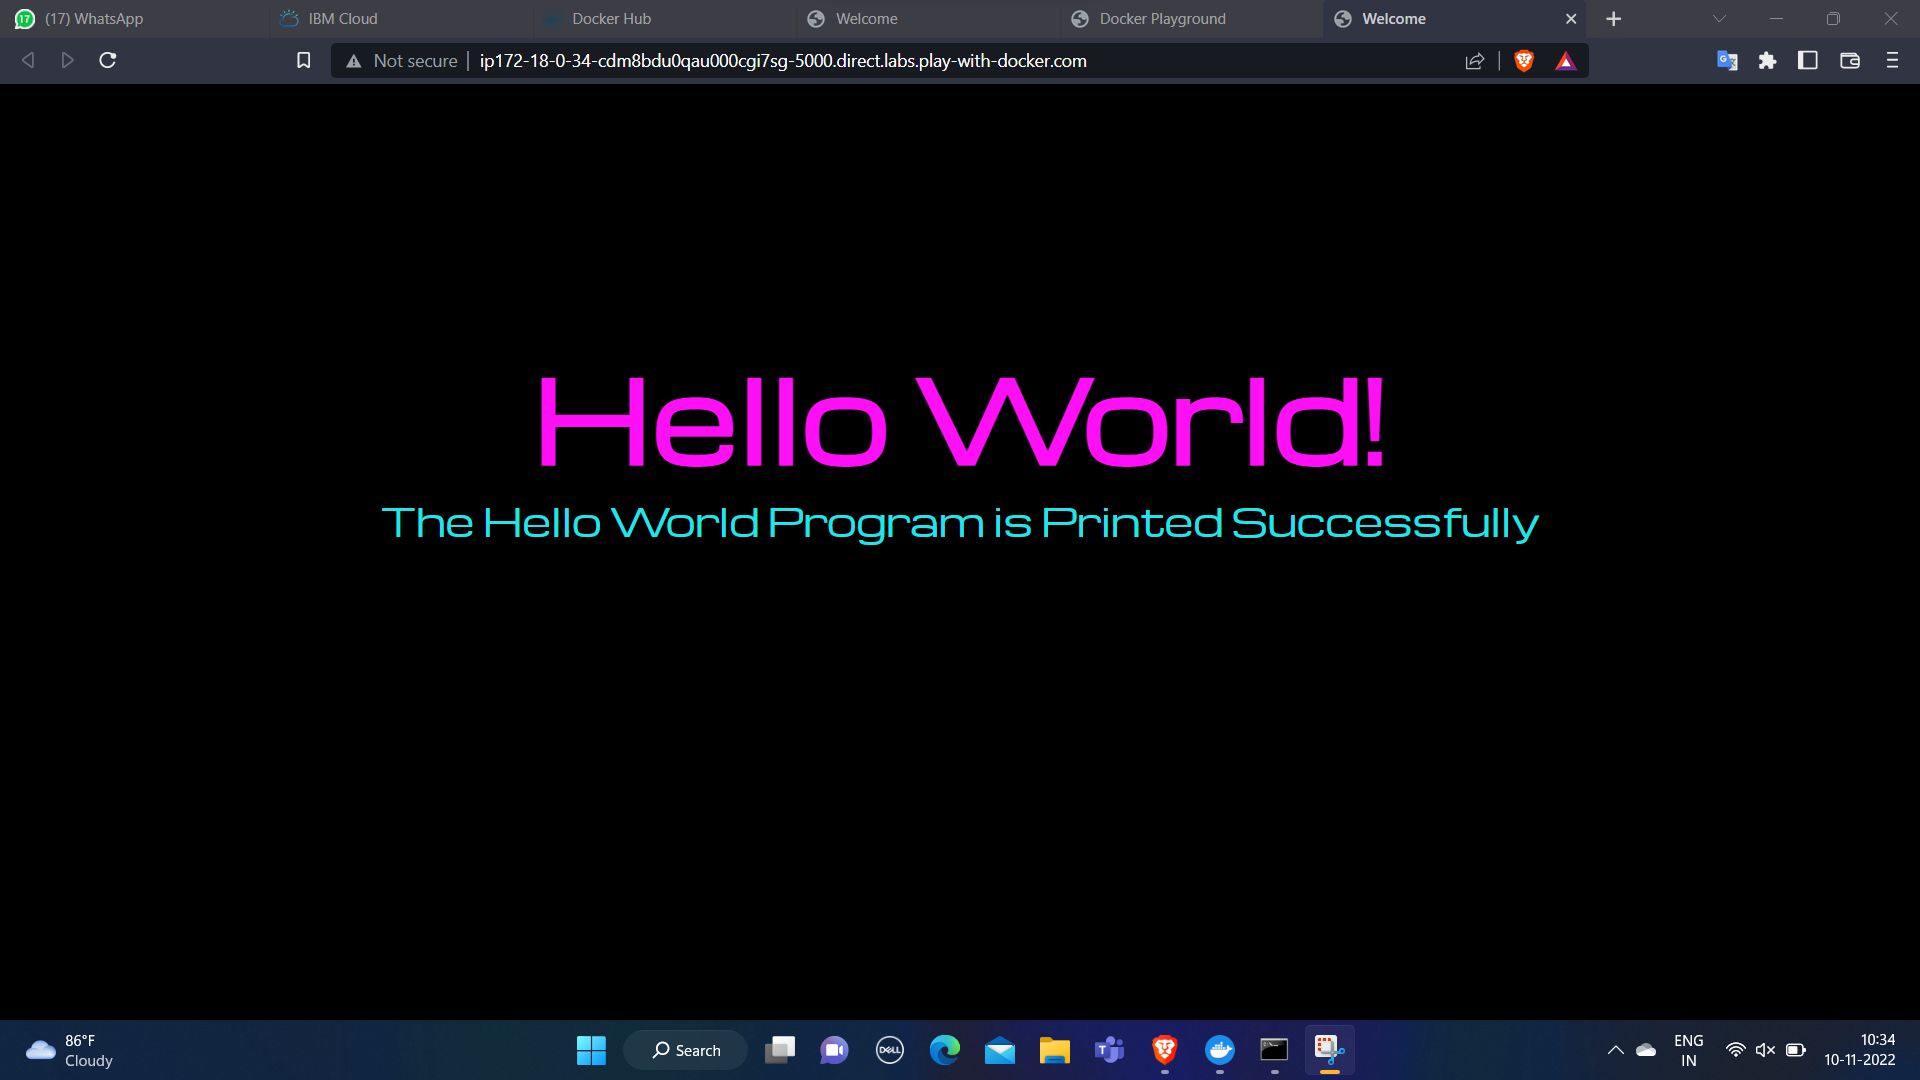 (17) WhatsApp
IBM Cloud
Docker Hub
Welcome
Docker Playground
Welcome
Not secure
ip172-18-0-34-cdm8bdu0qau000cgi7sg-5000.direct.labs.play-with-docker.com
Hello World!
The Hello World Program is Printed Successfully
86°F
Cloudy
Search
DELL
ENG
IN
10:34
10-11-2022